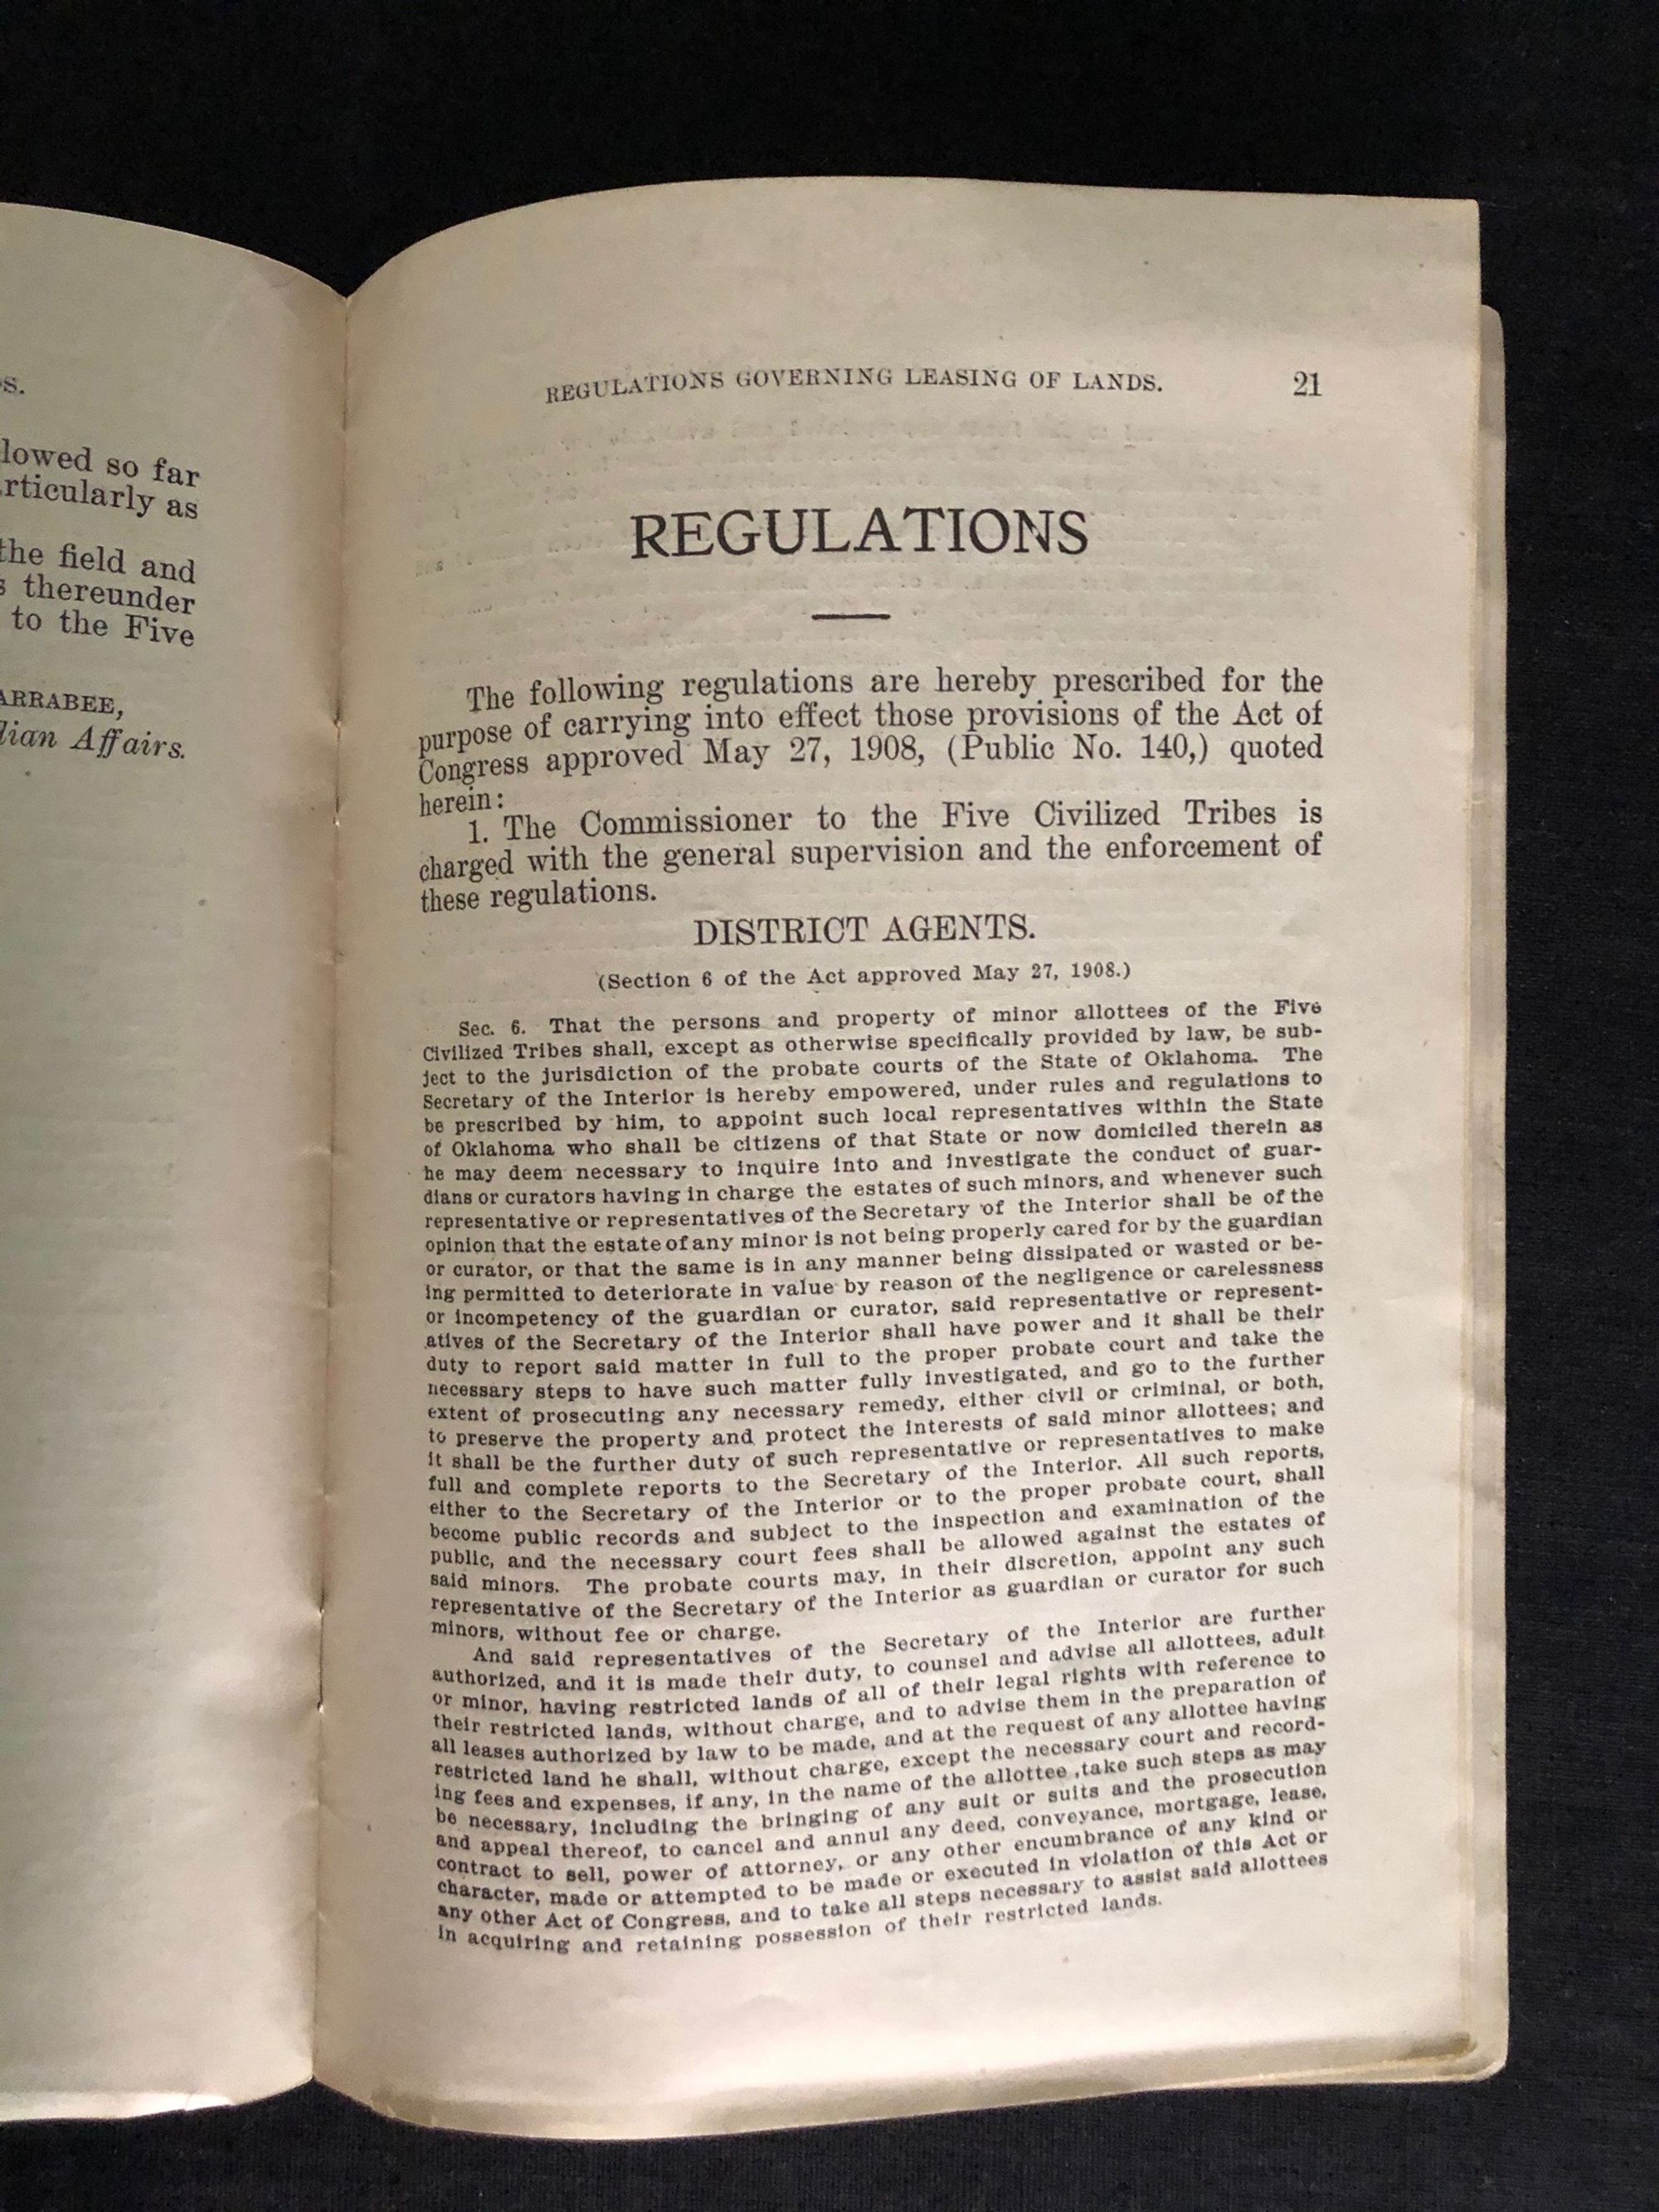 s.
lowed so far
rticularly as
the field and
s thereunder
to the Five
ARRABEE,
dian Affairs.
REGULATIONS GOVERNING LEASING OF LANDS. 21
REGULATIONS
The following regulations are hereby prescribed for the
purpose of carrying into effect those provisions of the Act of
Congress approved May 27, 1908, (Public No. 140,) quoted
herein:
1. The Commissioner to the Five Civilized Tribes is
charged with the general supervision and the enforcement of
these regulations.
DISTRICT AGENTS.
(Section 6 of the Act approved May 27, 1908.)
Sec. 6. That the persons and property of minor allottees of the Five
Civilized Tribes shall, except as otherwise specifically provided by law, be sub-
ject to the jurisdiction of the probate courts of the State of Oklahoma. The
Secretary of the Interior is hereby empowered, under rules and regulations to
be prescribed by him, to appoint such local representatives within the State
of Oklahoma who shall be citizens of that State or now domiciled therein as
he may deem necessary to inquire into and investigate the conduct of guar-
dians or curators having in charge the estates of such minors, and whenever such
representative or representatives of the Secretary of the Interior shall be of the
opinion that the estate of any minor is not being properly cared for by the guardian
or curator, or that the same is in any manner being dissipated or wasted or be-
ing permitted to deteriorate in value by reason of the negligence or carelessness
or incompetency of the guardian or curator, said representative or represent-
atives of the Secretary of the Interior shall have power and it shall be their
duty to report said matter in full to the proper probate court and take the
necessary steps to have such matter fully investigated, and go to the further
extent of prosecuting any necessary remedy, either civil or criminal, or both,
to preserve the property and protect the interests of said minor allottees; and
it shall be the further duty of such representative or representatives to make
full and complete reports to the Secretary of the Interior. All such reports,
either to the Secretary of the Interior or to the proper probate court, shall
become public records and subject to the inspection and examination of the
public, and the necessary court fees shall be allowed against the estates of
said minors. The probate courts may, in their discretion, appoint any such
representative of the Secretary of the Interior as guardian or curator for such
minors, without fee or charge.
And said representatives of the Secretary of the Interior are further
authorized, and it is made their duty, to counsel and advise all allottees, adult
or minor, having restricted lands of all of their legal rights with reference to
their restricted lands, without charge, and to advise them in the preparation of
all leases authorized by law to be made, and at the request of any allottee having
restricted land he shall, without charge, except the necessary court and record-
ing fees and expenses, if any, in the name of the allottee ,take such steps as may
be necessary, including the bringing of any suit or suits and the prosecution
and appeal thereof, to cancel and annul any deed, conveyance, mortgage, lease,
contract to sell, power of attorney, or any other encumbrance of any kind or
character, made or attempted to be made or executed in violation of this Act or
any other Act of Congress, and to take all steps necessary to assist said allottees
in acquiring and retaining possession of their restricted lands.